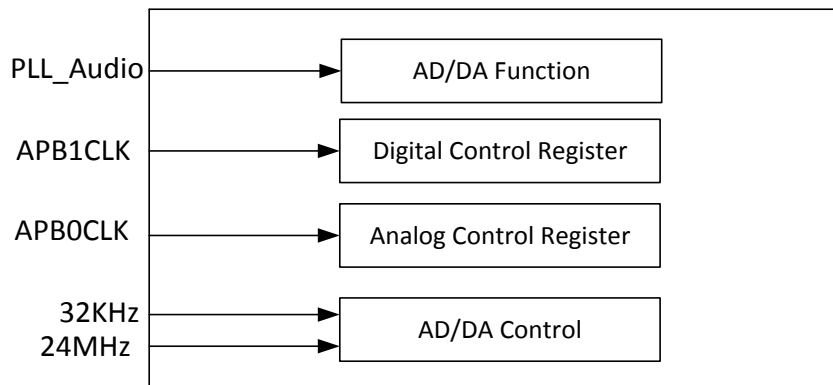 PLL_Audio
AD/DA Function
APB1CLK
Digital Control Register
APB0CLK
Analog Control Register
32KHz
24MHz
AD/DA Control